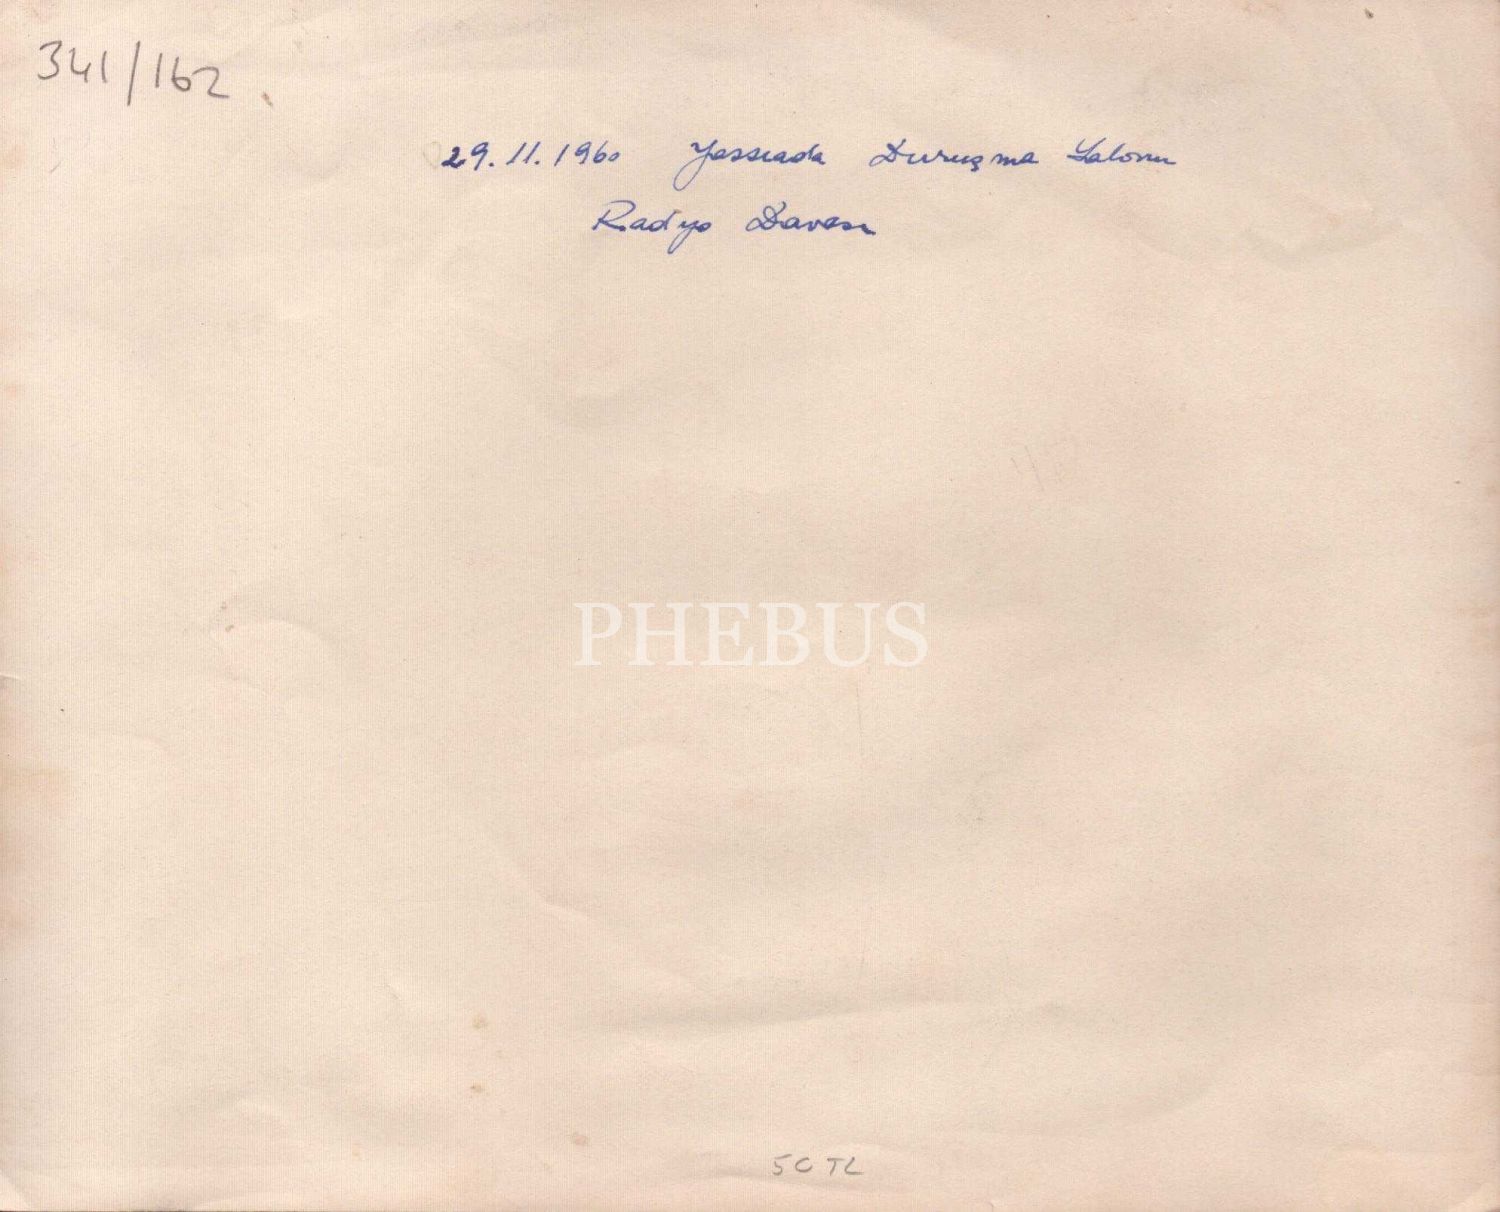 341/162
29.11.1960 Yassıada Duruşma Salonu
Radyo Davası
PHEBUS
50 TL